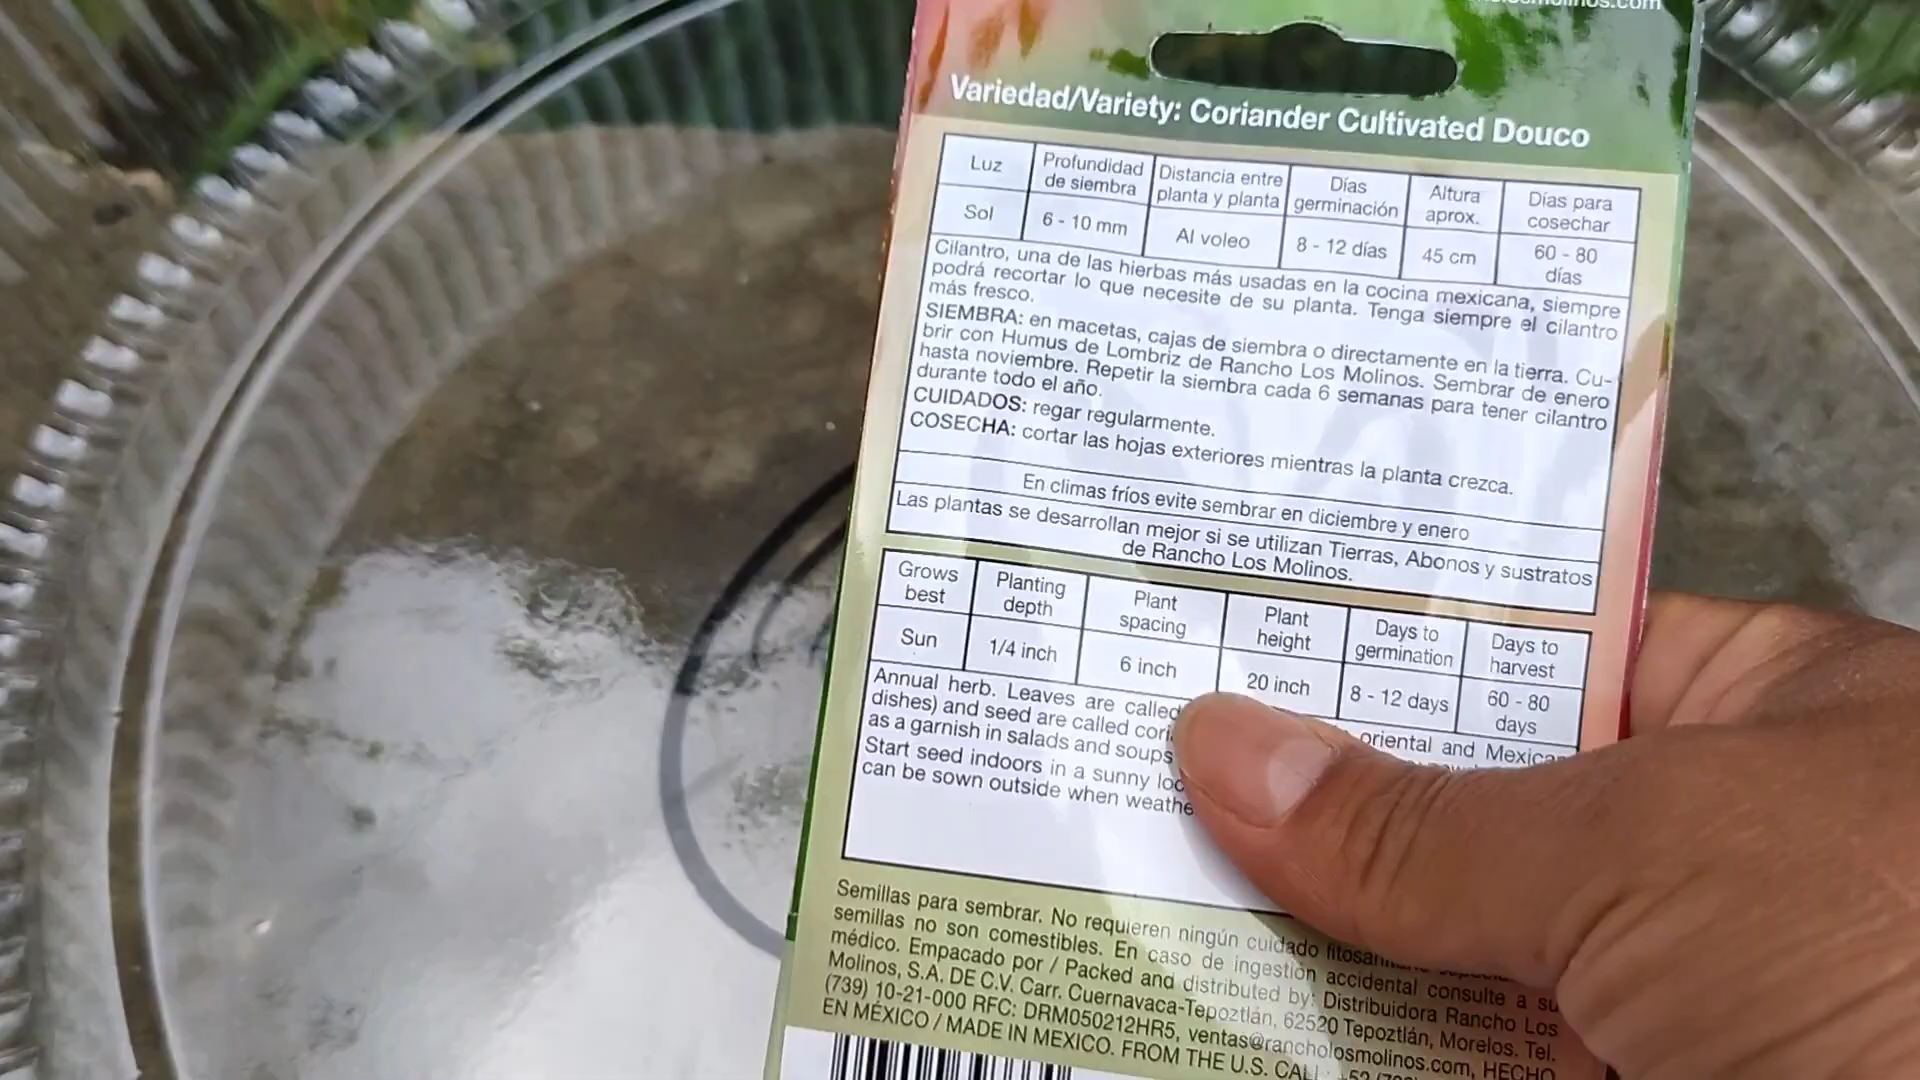 Variedad/Variety: Coriander Cultivated Douco
Luz
Profundidad de siembra
Distancia entre planta y planta
Días germinación
Altura aprox.
Días para cosechar
Sol
6 - 10 mm
Al voleo
8 - 12 días
45 cm
60 - 80 días
Cilantro, una de las hierbas más usadas en la cocina mexicana, siempre
podrá recortar lo que necesite de su planta. Tenga siempre el cilantro
más fresco.
SIEMBRA: en macetas, cajas de siembra o directamente en la tierra. Cu-
brir con Humus de Lombriz de Rancho Los Molinos. Sembrar de enero
hasta noviembre. Repetir la siembra cada 6 semanas para tener cilantro
durante todo el año.
CUIDADOS: regar regularmente.
COSECHA: cortar las hojas exteriores mientras la planta crezca.
En climas fríos evite sembrar en diciembre y enero
Las plantas se desarrollan mejor si se utilizan Tierras, Abonos y sustratos
de Rancho Los Molinos.
Grows best
Planting depth
Plant spacing
Plant height
Days to germination
Days to harvest
Sun
1/4 inch
6 inch
20 inch
8 - 12 days
60 - 80 days
Annual herb. Leaves are called oriental and Mexican
dishes) and seed are called
as a garnish in salads and soups
Start seed indoors in a sunny
can be sown outside when
Semillas para sembrar. No requieren ningún cuidado
semillas no son comestibles. En caso de ingestión accidental consulte a su
médico. Empacado por / Packed and distributed by: Distribuidora Rancho Los
Molinos, S.A. DE C.V. Carr. Cuernavaca-Tepoztlán, 62520 Tepoztlán, Morelos. Tel.
(739) 10-21-000 RFC: DRM050212HR5, ventas@rancholosmolinos.com, HECHO
EN MÉXICO / MADE IN MEXICO. FROM THE U.S. CALL